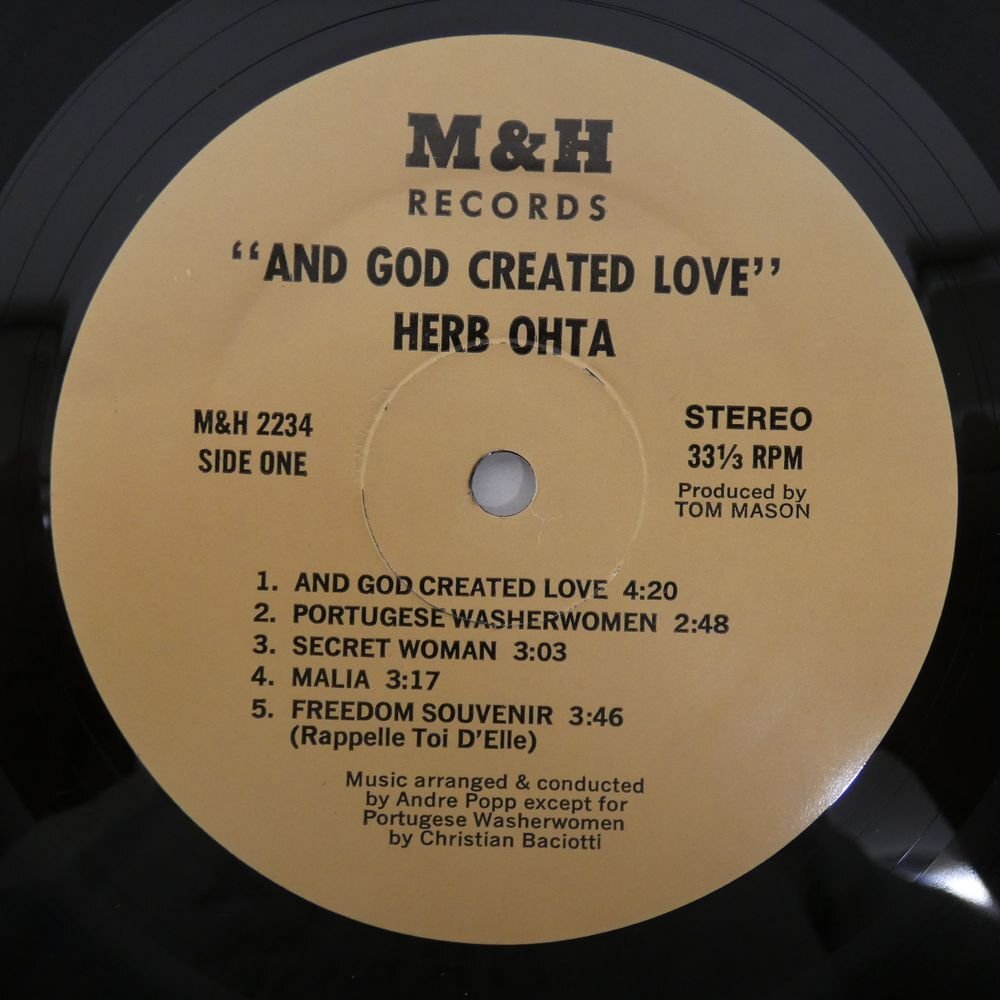 M&H
RECORDS
“AND GOD CREATED LOVE”
HERB OHTA
M&H 2234
SIDE ONE
STEREO
33⅓ RPM
Produced by
TOM MASON
1. AND GOD CREATED LOVE 4:20
2. PORTUGESE WASHERWOMEN 2:48
3. SECRET WOMAN 3:03
4. MALIA 3:17
5. FREEDOM SOUVENIR 3:46
(Rappelle Toi D'Elle)
Music arranged & conducted
by Andre Popp except for
Portugese Washerwomen
by Christian Baciotti